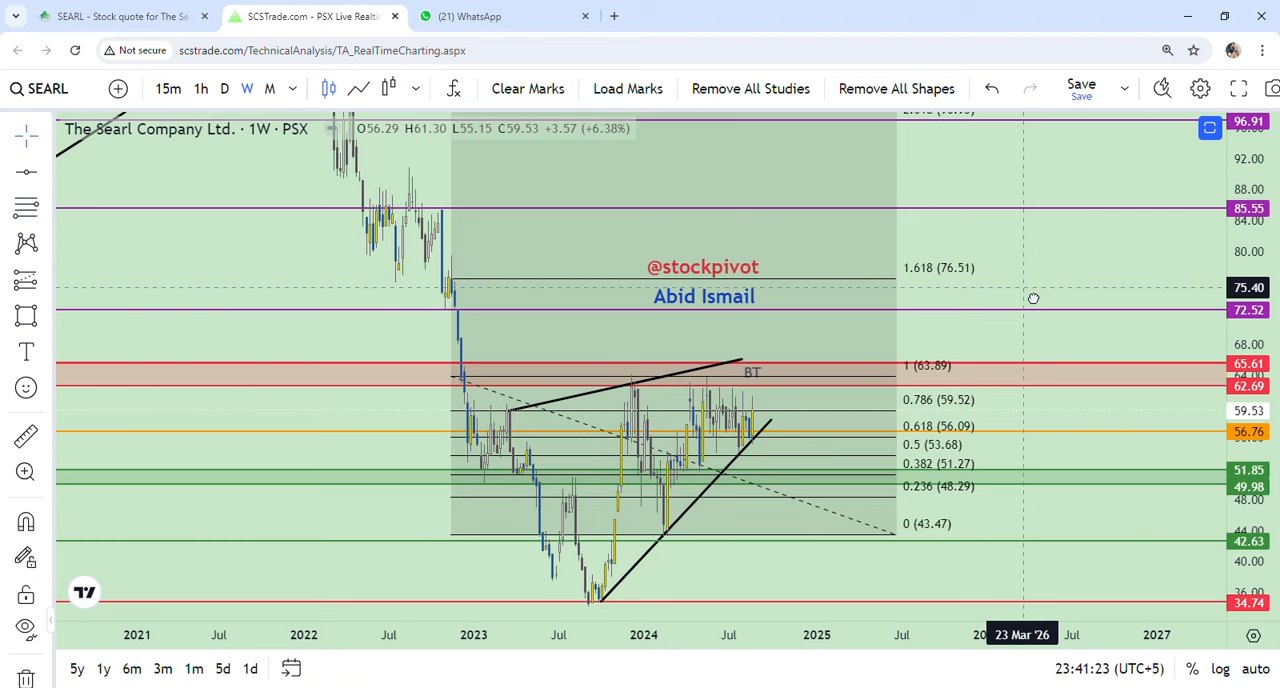 SEARL - Stock quote for The Se
SCSTrade.com - PSX Live Realti
(21) WhatsApp
Not secure
scstrade.com/TechnicalAnalysis/TA_RealTimeCharting.aspx
SEARL
15m 1h D W M
Clear Marks
Load Marks
Remove All Studies
Remove All Shapes
Save
Save
The Searl Company Ltd. · 1W · PSX
O56.29 H61.30 L55.15 C59.53 +3.57 (+6.38%)
96.91
92.00
88.00
85.55
84.00
80.00
@stockpivot
1.618 (76.51)
Abid Ismail
75.40
72.52
68.00
1 (63.89)
65.61
BT
62.69
0.786 (59.52)
59.53
0.618 (56.09)
56.76
0.5 (53.68)
0.382 (51.27)
51.85
0.236 (48.29)
49.98
48.00
0 (43.47)
44.00
42.63
40.00
36.00
34.74
2021 Jul 2022 Jul 2023 Jul 2024 Jul 2025 Jul 23 Mar '26 Jul 2027
5y 1y 6m 3m 1m 5d 1d
23:41:23 (UTC+5) % log auto